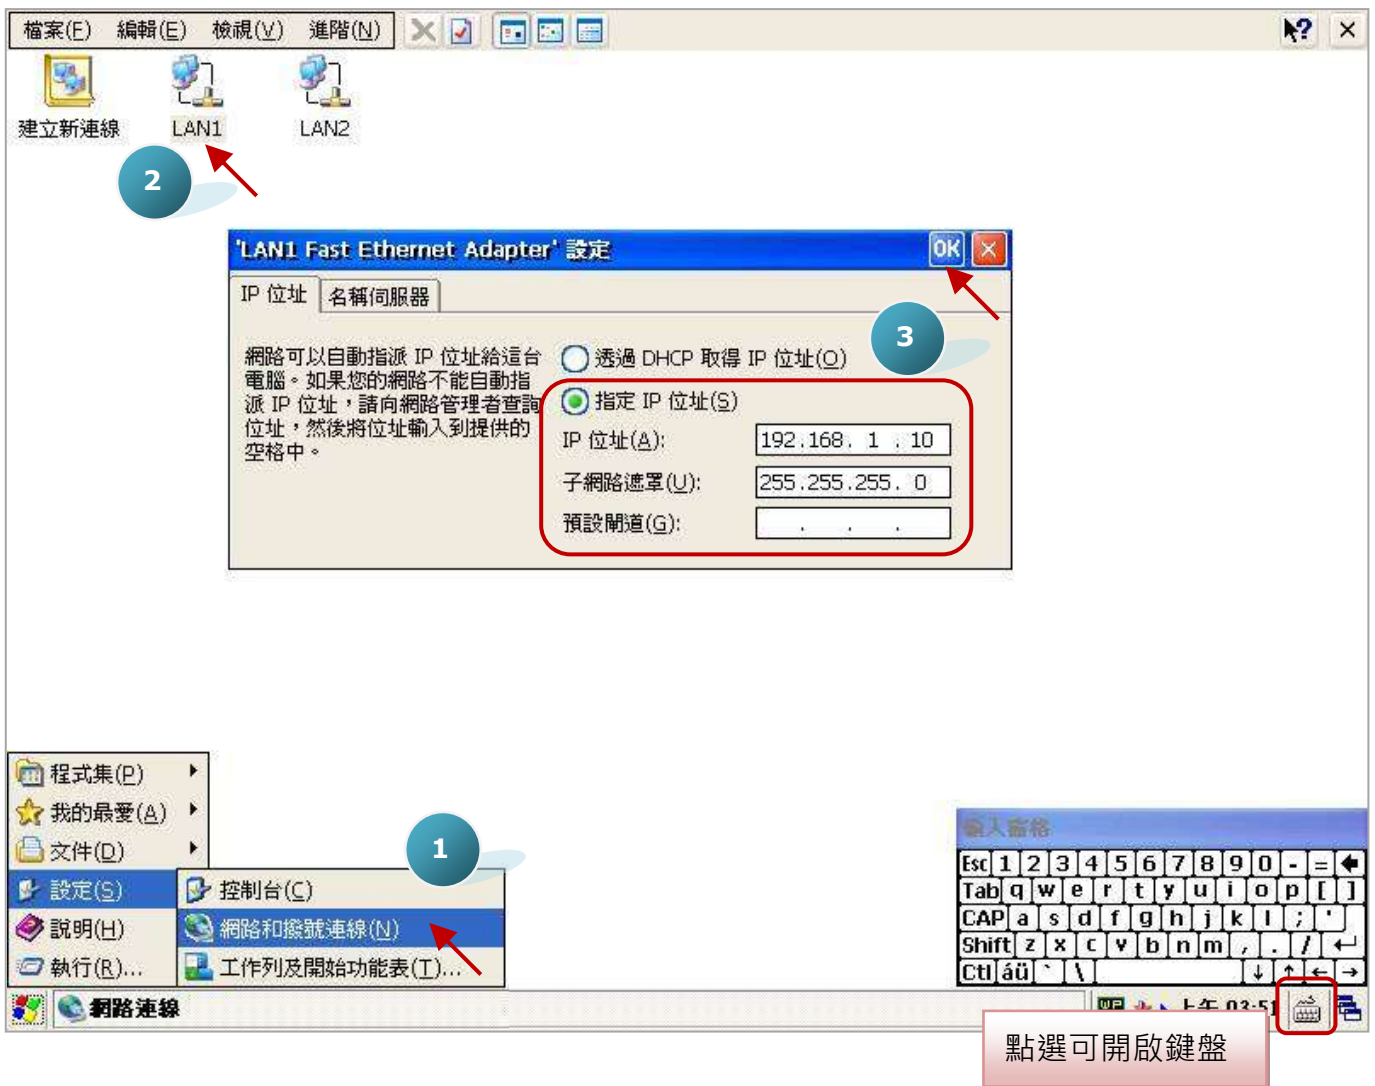 檔案(F) 編輯(E) 檢視(V) 進階(N)
建立新連線 LAN1 LAN2
2
'LAN1 Fast Ethernet Adapter' 設定 OK
IP 位址 名稱伺服器
3
網路可以自動指派 IP 位址給這台
電腦。如果您的網路不能自動指
派 IP 位址，請向網路管理者查詢
位址，然後將位址輸入到提供的
空格中。
透過 DHCP 取得 IP 位址(O)
指定 IP 位址(S)
IP 位址(A): 192.168. 1 . 10
子網路遮罩(U): 255.255.255. 0
預設閘道(G): . . .
程式集(P)
我的最愛(A)
文件(D)
設定(S)
說明(H)
執行(R)...
1
控制台(C)
網路和撥號連線(N)
工作列及開始功能表(T)...
輸入面板
Esc 1 2 3 4 5 6 7 8 9 0 - =
Tab q w e r t y u i o p [ ]
CAP a s d f g h j k l ; '
Shift z x c v b n m , . /
Ctl áü ` \ ↓ ↑ ← →
網路連線
上午 03:51
點選可開啟鍵盤